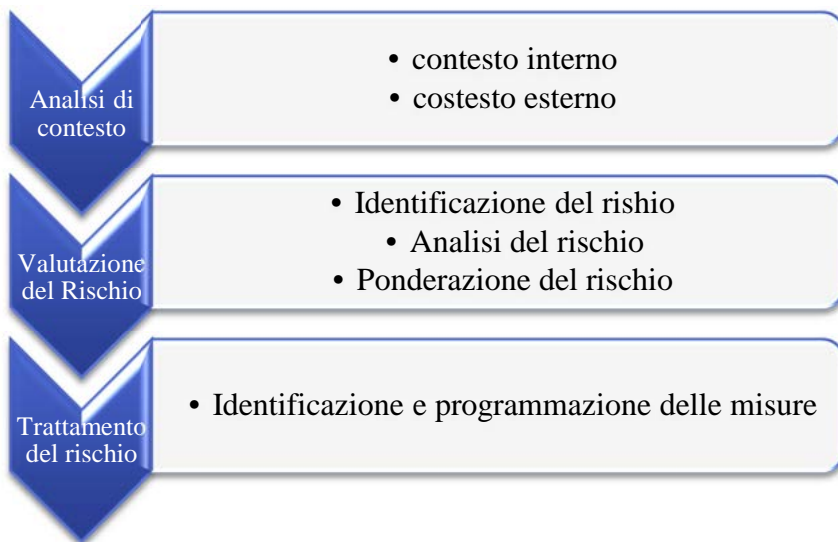 Analisi di
contesto
• contesto interno
• costesto esterno
Valutazione
del Rischio
• Identificazione del rishio
• Analisi del rischio
• Ponderazione del rischio
Trattamento
del rischio
• Identificazione e programmazione delle misure